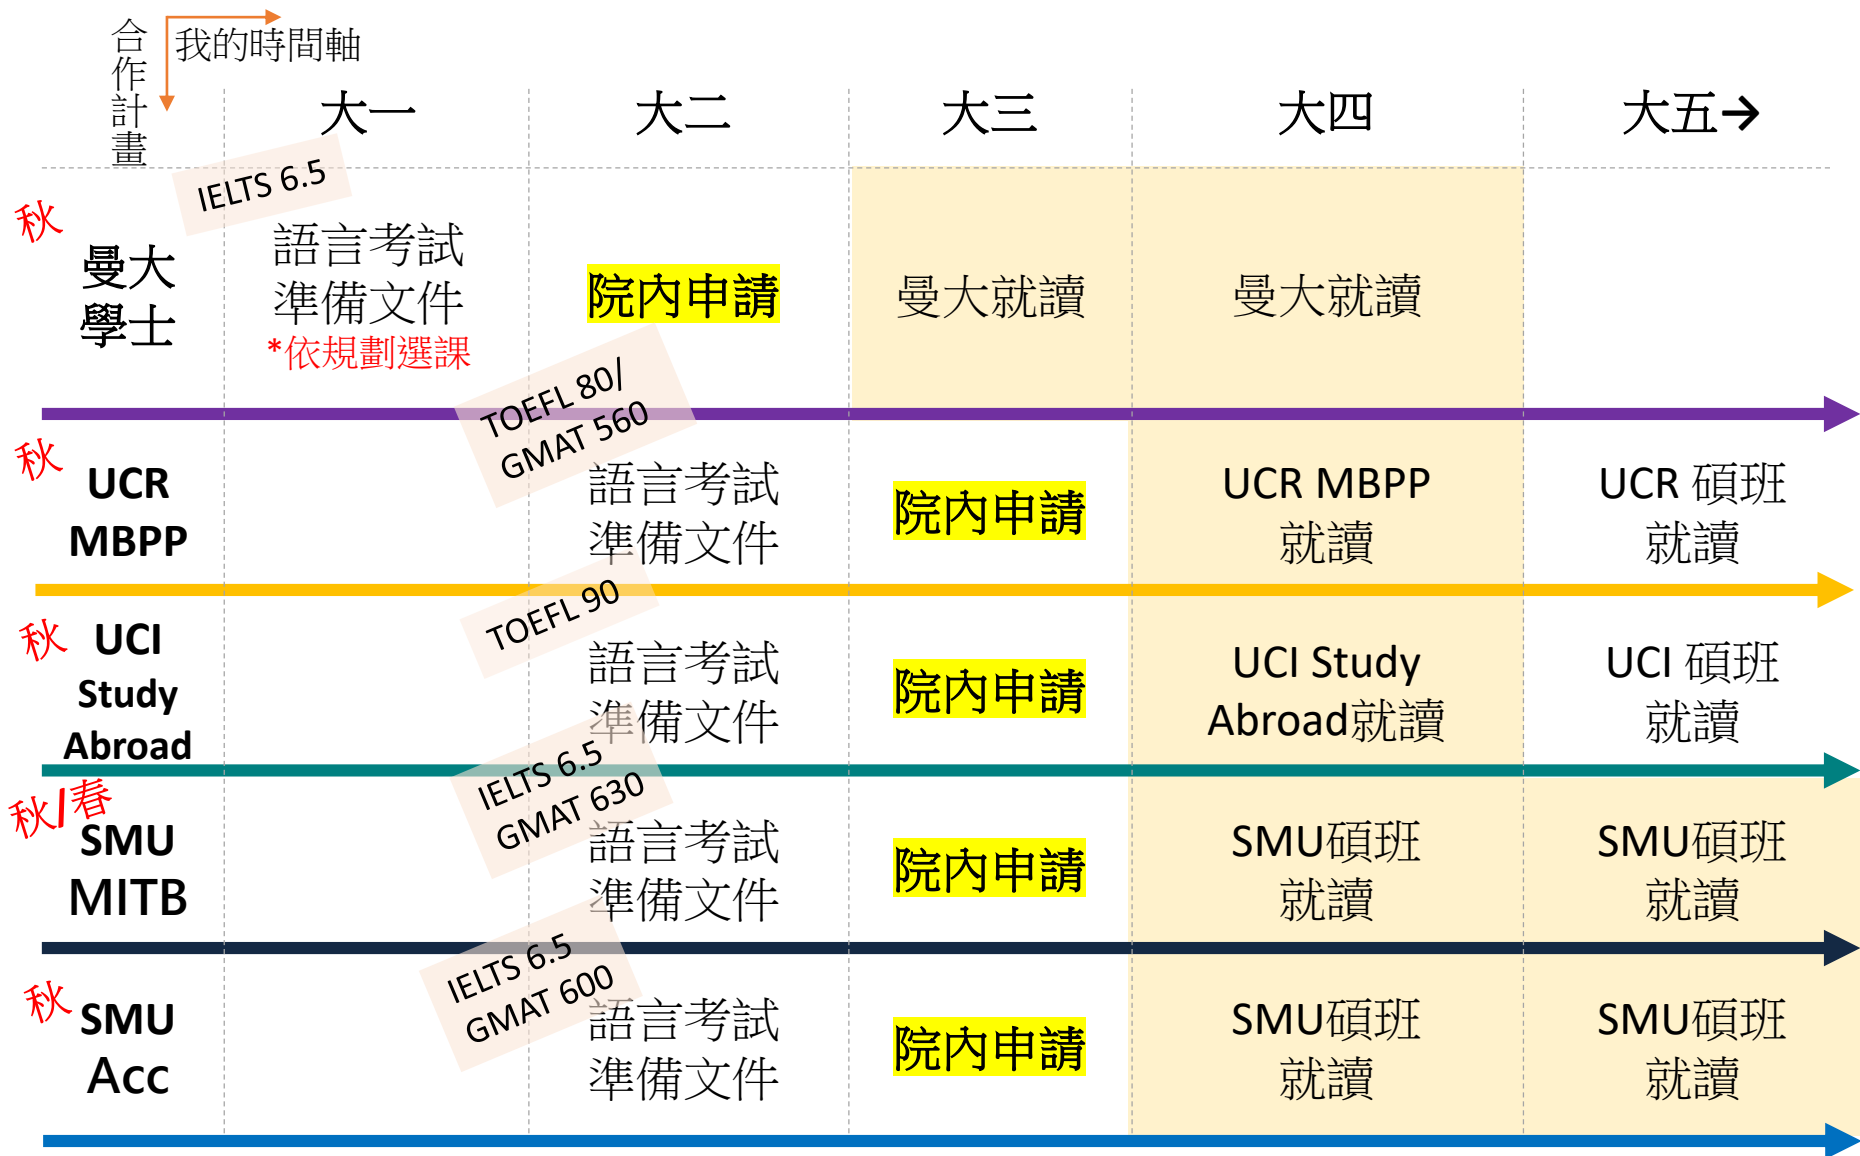 合作計畫
我的時間軸
大一
大二
大三
大四
大五→
秋
曼大
學士
IELTS 6.5
語言考試
準備文件
*依規劃選課
院內申請
曼大就讀
曼大就讀
秋
UCR
MBPP
TOEFL 80/
GMAT 560
語言考試
準備文件
院內申請
UCR MBPP
就讀
UCR 碩班
就讀
秋
UCI
Study
Abroad
TOEFL 90
語言考試
準備文件
院內申請
UCI Study
Abroad就讀
UCI 碩班
就讀
秋/春
SMU
MITB
IELTS 6.5
GMAT 630
語言考試
準備文件
院內申請
SMU碩班
就讀
SMU碩班
就讀
秋
SMU
Acc
IELTS 6.5
GMAT 600
語言考試
準備文件
院內申請
SMU碩班
就讀
SMU碩班
就讀